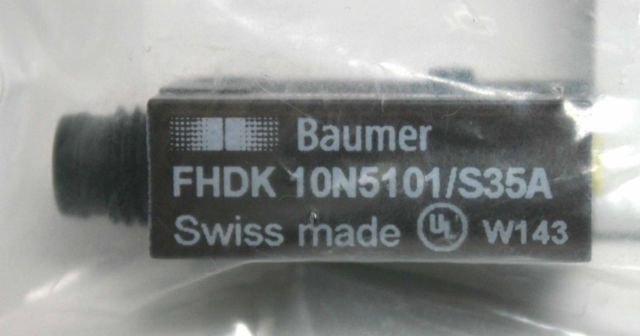 Baumer
FHDK 10N5101/S35A
Swiss made UL W143